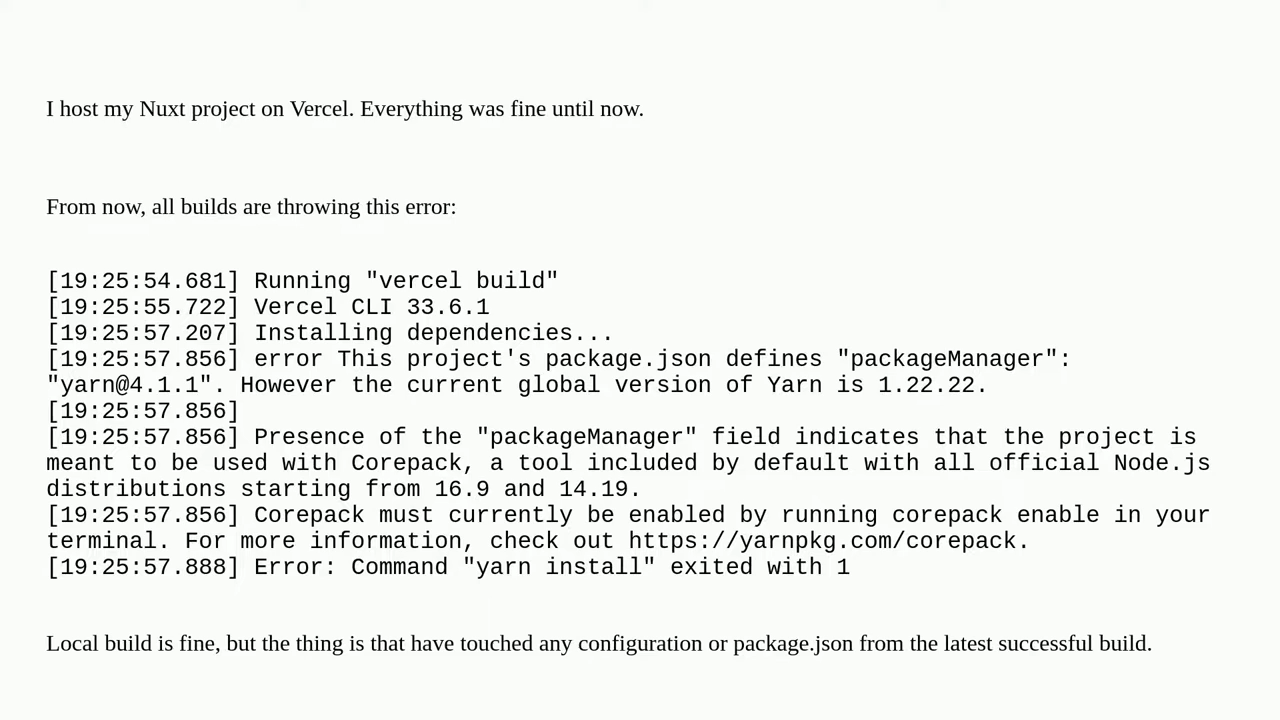 I host my Nuxt project on Vercel. Everything was fine until now.
From now, all builds are throwing this error:
[19:25:54.681] Running "vercel build"
[19:25:55.722] Vercel CLI 33.6.1
[19:25:57.207] Installing dependencies...
[19:25:57.856] error This project's package.json defines "packageManager":
"yarn@4.1.1". However the current global version of Yarn is 1.22.22.
[19:25:57.856]
[19:25:57.856] Presence of the "packageManager" field indicates that the project is
meant to be used with Corepack, a tool included by default with all official Node.js
distributions starting from 16.9 and 14.19.
[19:25:57.856] Corepack must currently be enabled by running corepack enable in your
terminal. For more information, check out https://yarnpkg.com/corepack.
[19:25:57.888] Error: Command "yarn install" exited with 1
Local build is fine, but the thing is that have touched any configuration or package.json from the latest successful build.